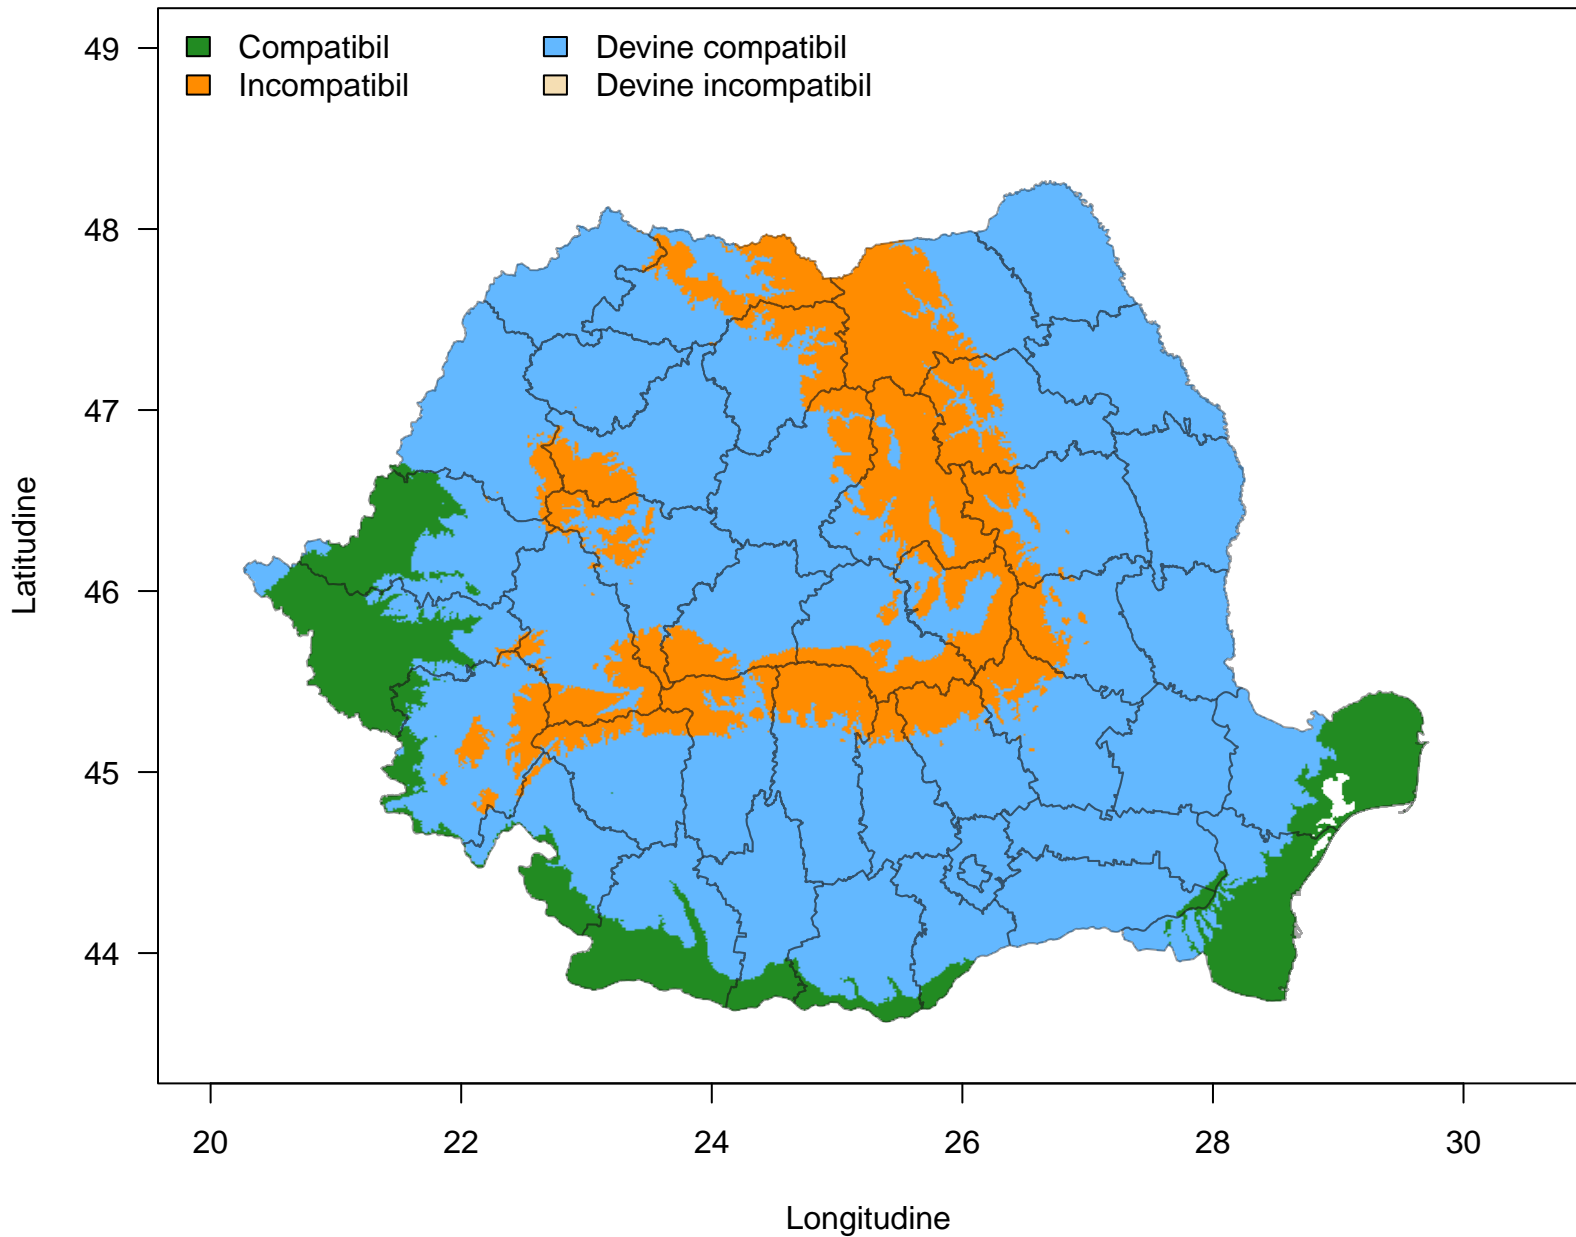 Compatibil
Incompatibil
Devine compatibil
Devine incompatibil
49
48
47
46
45
44
Latitudine
20 22 24 26 28 30
Longitudine